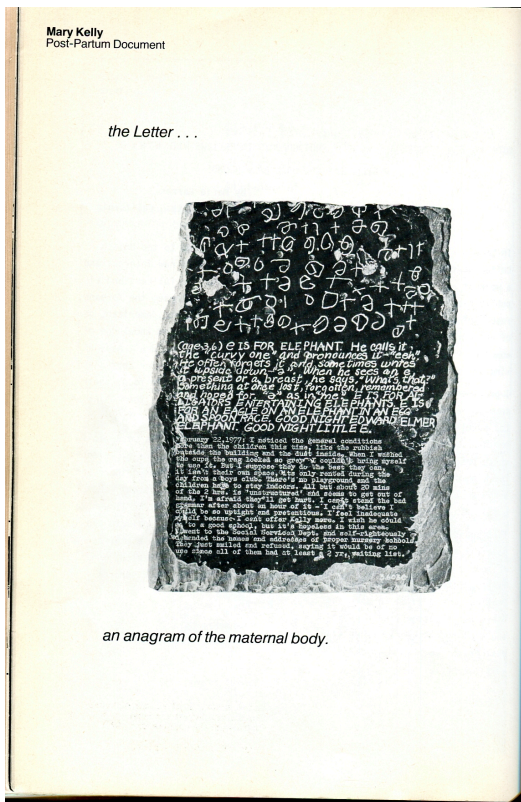 Mary Kelly
Post-Partum Document
the Letter . . .
(age 3.6) e IS FOR ELEPHANT. He calls it
the "curvy one" and pronounces it "eeh"
He often forgets it and sometimes writes
it upside down, When he sees an e,
a present or a breast, he says, "What's that"
something at once lost, forgotten, remembered
and hoped for "e" as in "me" E IS FOR AL-
IGATORS ENTERTAINING ELEPHANTS. E IS
FOR AN EAGLE ON AN ELEPHANT IN AN EGG
AND SPOON RACE. GOOD NIGHT EDWARD ELMER
ELEPHANT. GOOD NIGHT LITTLE E.
February 22, 1977: I noticed the general conditions
more than the children this time, like the rubbish
outside the building and the dust inside. When I washed
the cups the rag looked so grey I couldn't bring myself
to use it. But I suppose they do the best they can,
it isn't their own space, its only rented during the
day from a boys club. There's no playground and the
children have to stay indoors. All but about 20 mins
of the 2 hrs. is 'unstructured' and seems to get out of
hand, I'm afraid they'll get hurt. I can't stand the bad
grammar after about an hour of it - I can't believe I
could be so uptight and pretentious. I feel inadequate
myself because I cant offer Kelly more. I wish he could
go to a good school, but it's hopeless in this area.
I went to the Social Services Dept. and self-righteously
demanded the names and addresses of proper nursery schools.
They just smiled and refused, saying it would be of no
use since all of them had at least a 2 yr. waiting list.
an anagram of the maternal body.